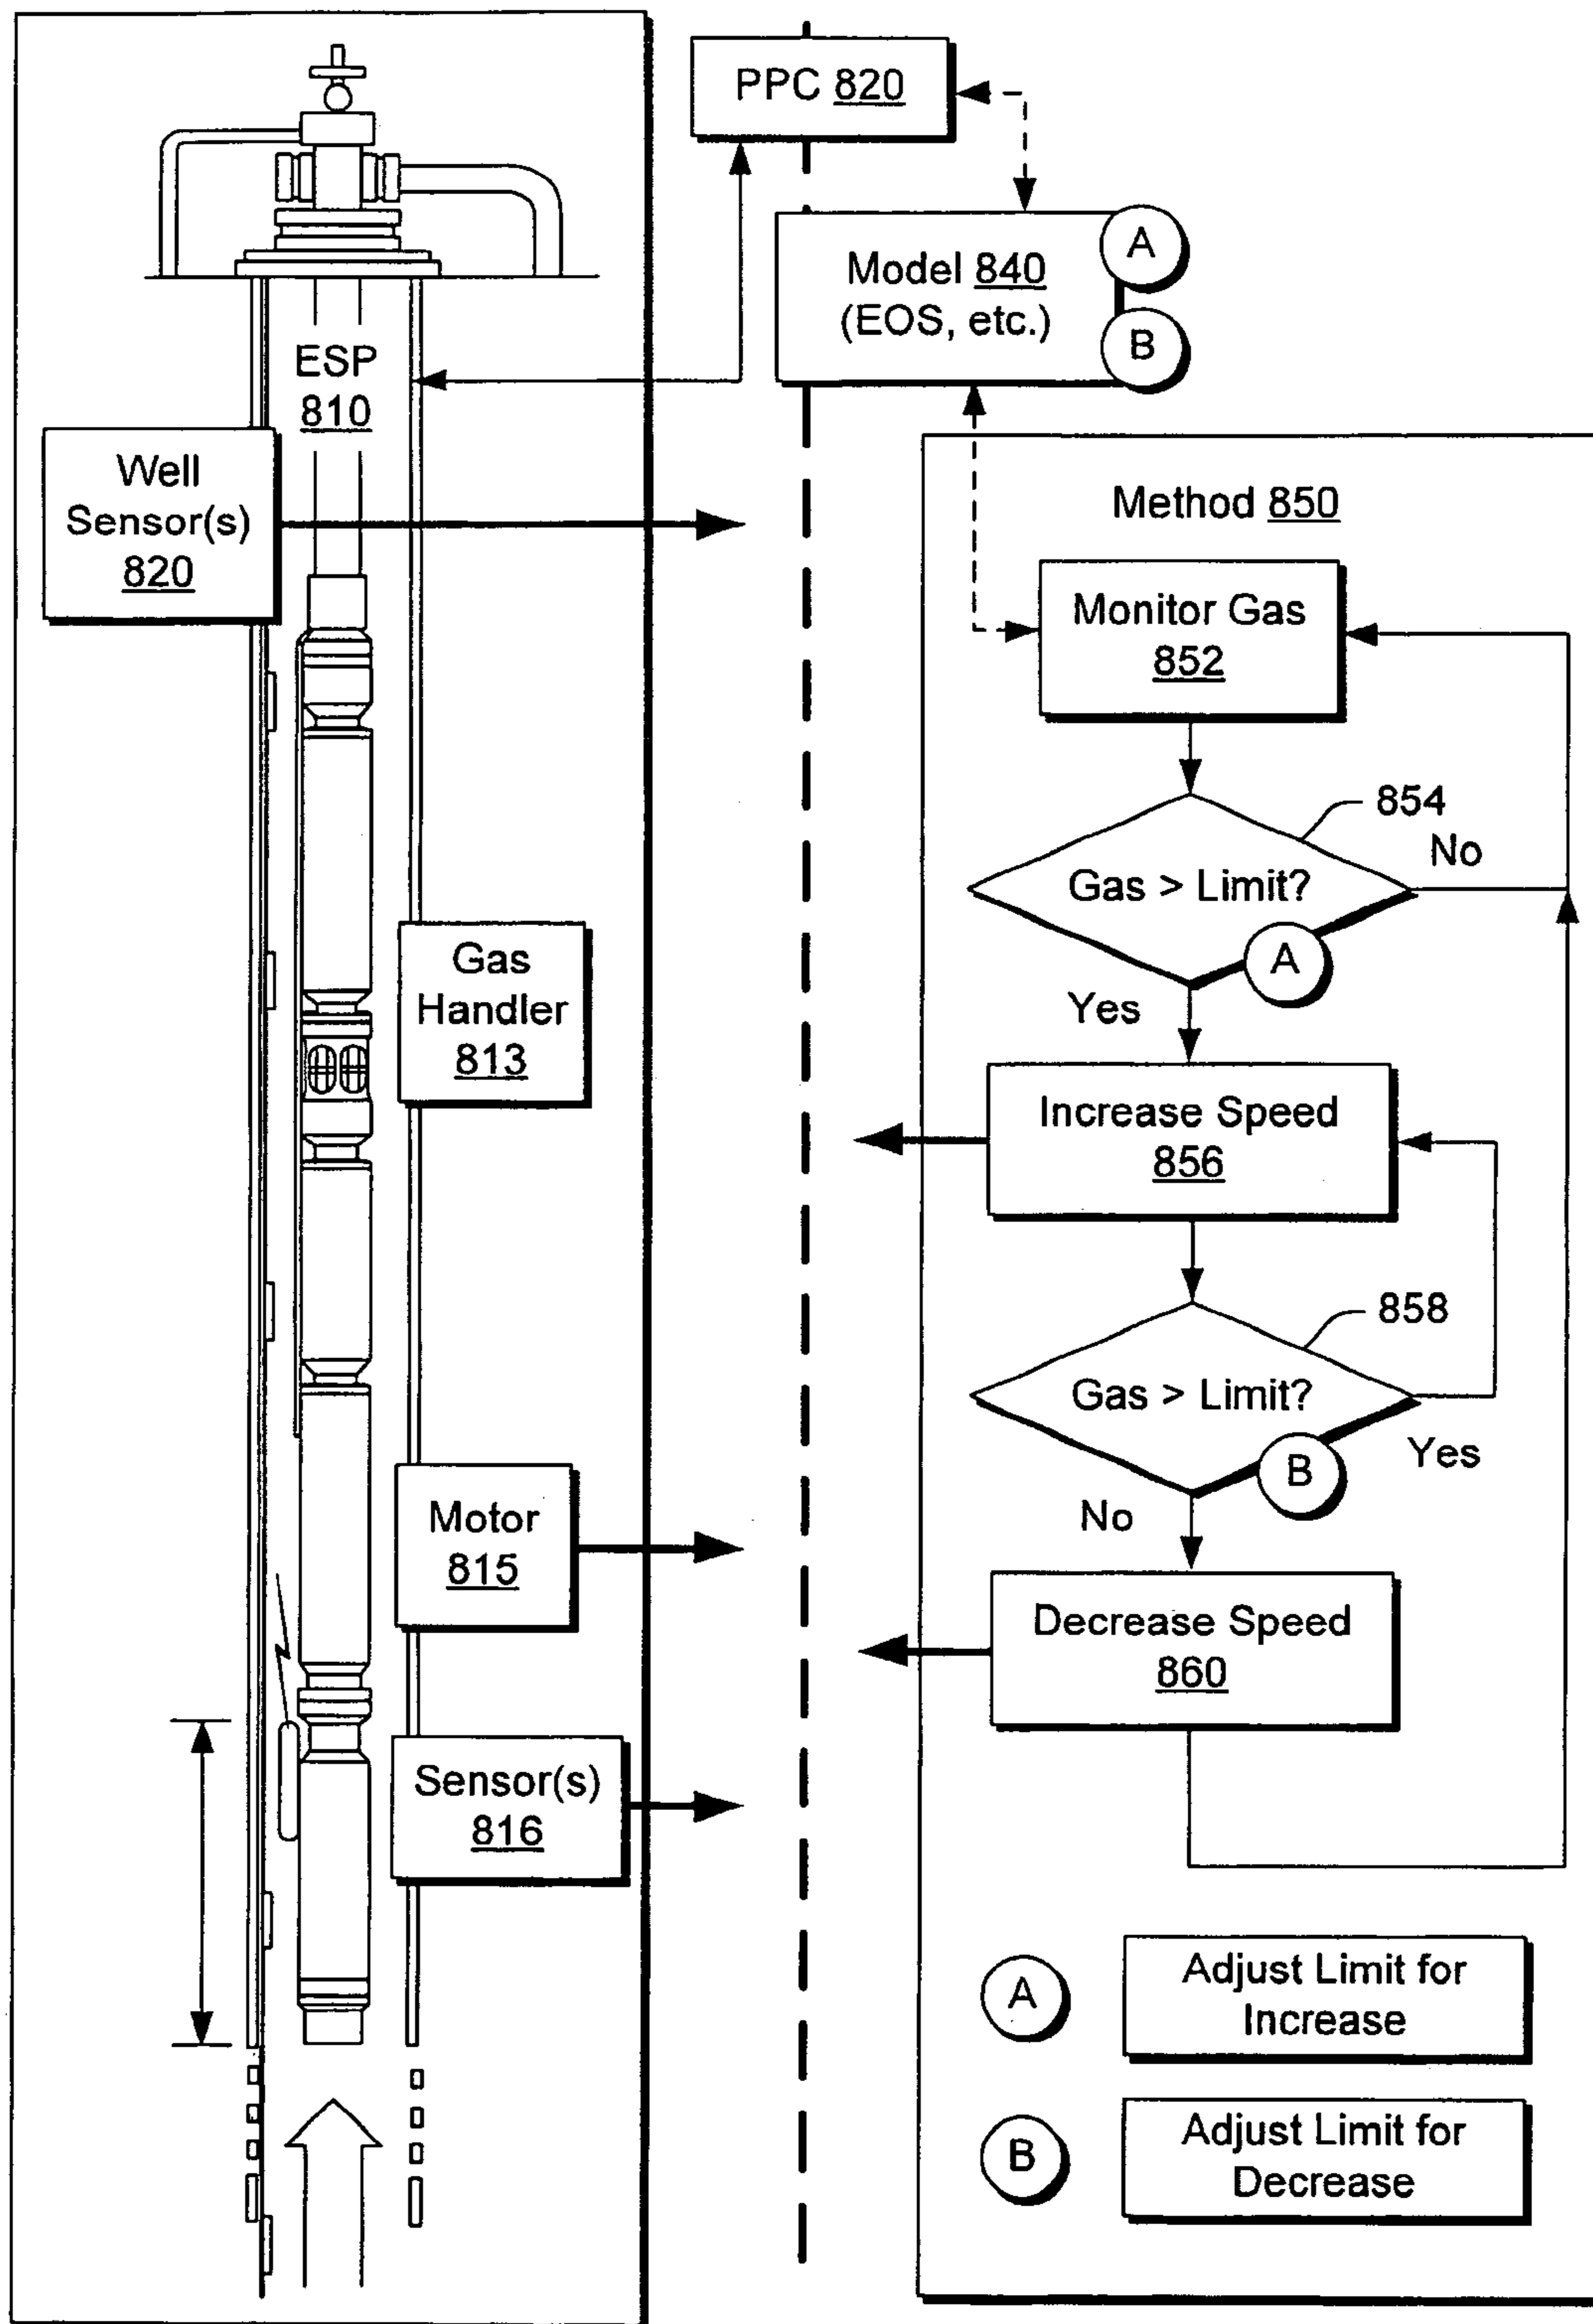 PPC 820
A
Model 840
(EOS, etc.)
B
ESP
810
Well
Sensor(s)
820
Method 850
Monitor Gas
852
854
No
Gas > Limit?
A
Yes
Gas
Handler
813
Increase Speed
856
858
Gas > Limit?
B
Yes
No
Motor
815
Decrease Speed
860
Sensor(s)
816
A
Adjust Limit for
Increase
B
Adjust Limit for
Decrease